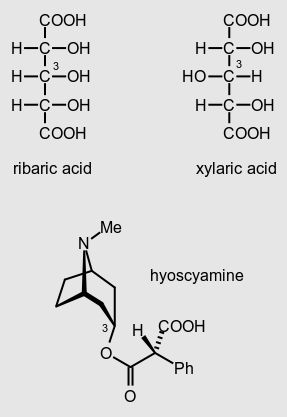 COOH COOH
H OH H OH
3 3
H OH HO H
H OH H OH
COOH COOH
ribaric acid xylaric acid
Me
N
hyoscyamine
3 H COOH
O
Ph
O